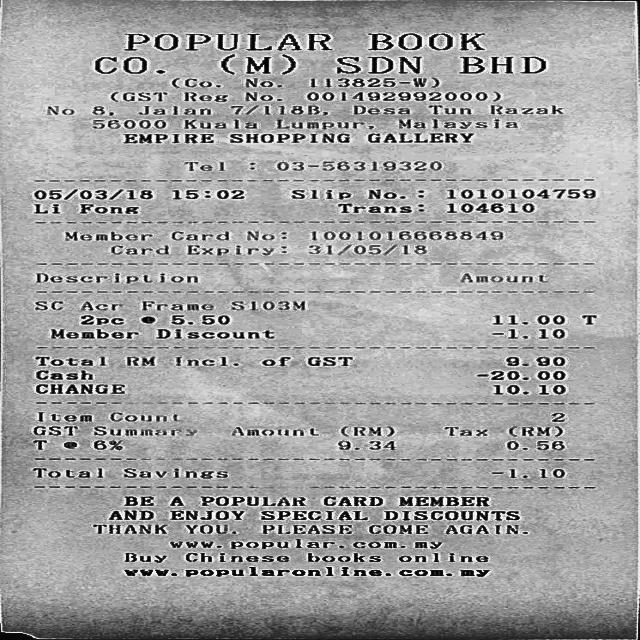 POPULAR BOOK
CO. (M) SDN BHD
(Co. No. 113825-W)
(GST Reg No. 001492992000)
No 8, Jalan 7/118B, Desa Tun Razak
56000 Kuala Lumpur, Malaysia
EMPIRE SHOPPING GALLERY
Tel : 03-56319320
05/03/18 15:02 Slip No.: 1010104759
Li Fong Trans: 104610
Member Card No: 1001016668849
Card Expiry: 31/05/18
Description Amount
SC Acr Frame S103M
2pc @ 5.50 11.00 T
Member Discount -1.10
Total RM Incl. of GST 9.90
Cash -20.00
CHANGE 10.10
Item Count 2
GST Summary Amount (RM) Tax (RM)
T @ 6% 9.34 0.56
Total Savings -1.10
BE A POPULAR CARD MEMBER
AND ENJOY SPECIAL DISCOUNTS
THANK YOU. PLEASE COME AGAIN.
www.popular.com.my
Buy Chinese books online
www.popularonline.com.my